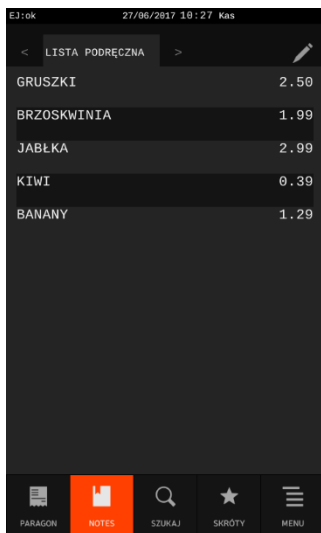 EJ:ok 27/06/2017 10:27 Kas
< LISTA PODRĘCZNA >
GRUSZKI 2.50
BRZOSKWINIA 1.99
JABŁKA 2.99
KIWI 0.39
BANANY 1.29
PARAGON NOTES SZUKAJ SKRÓTY MENU